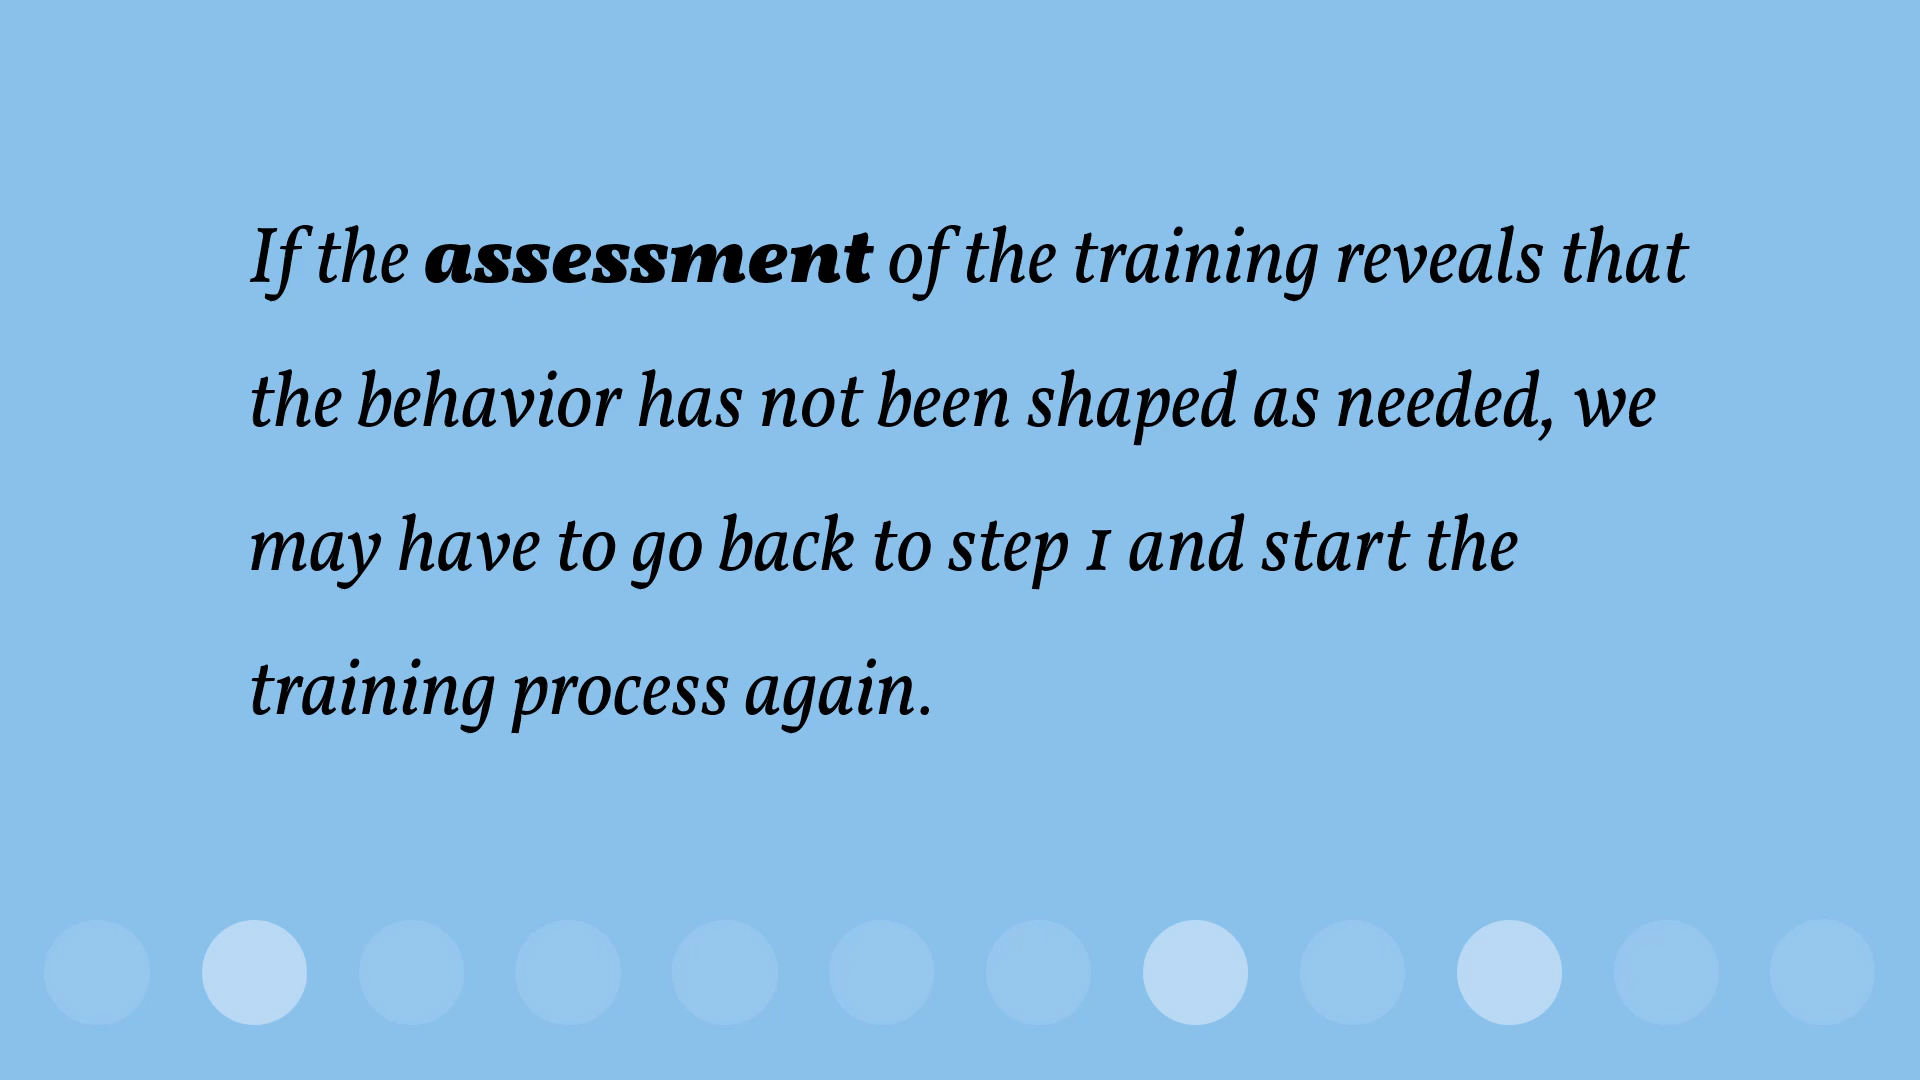 If the assessment of the training reveals that
the behavior has not been shaped as needed, we
may have to go back to step 1 and start the
training process again.